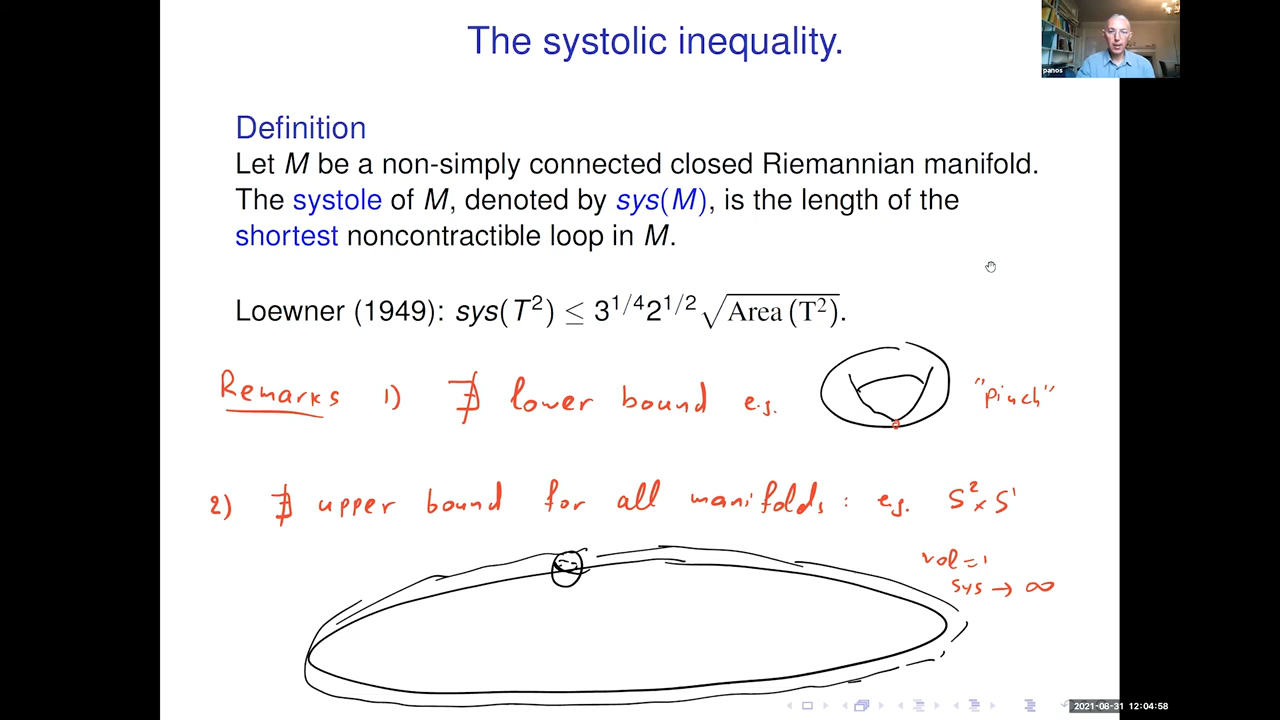 The systolic inequality.
panos
Definition
Let M be a non-simply connected closed Riemannian manifold.
The systole of M, denoted by sys(M), is the length of the
shortest noncontractible loop in M.
Loewner (1949): sys(T²) ≤ 3^{1/4}2^{1/2}√Area (T²).
Remarks 1) ∄ lower bound e.g. "pinch"
2) ∄ upper bound for all manifolds : e.g. S² × S¹
vol = 1
sys → ∞
2021-08-31 12:04:58